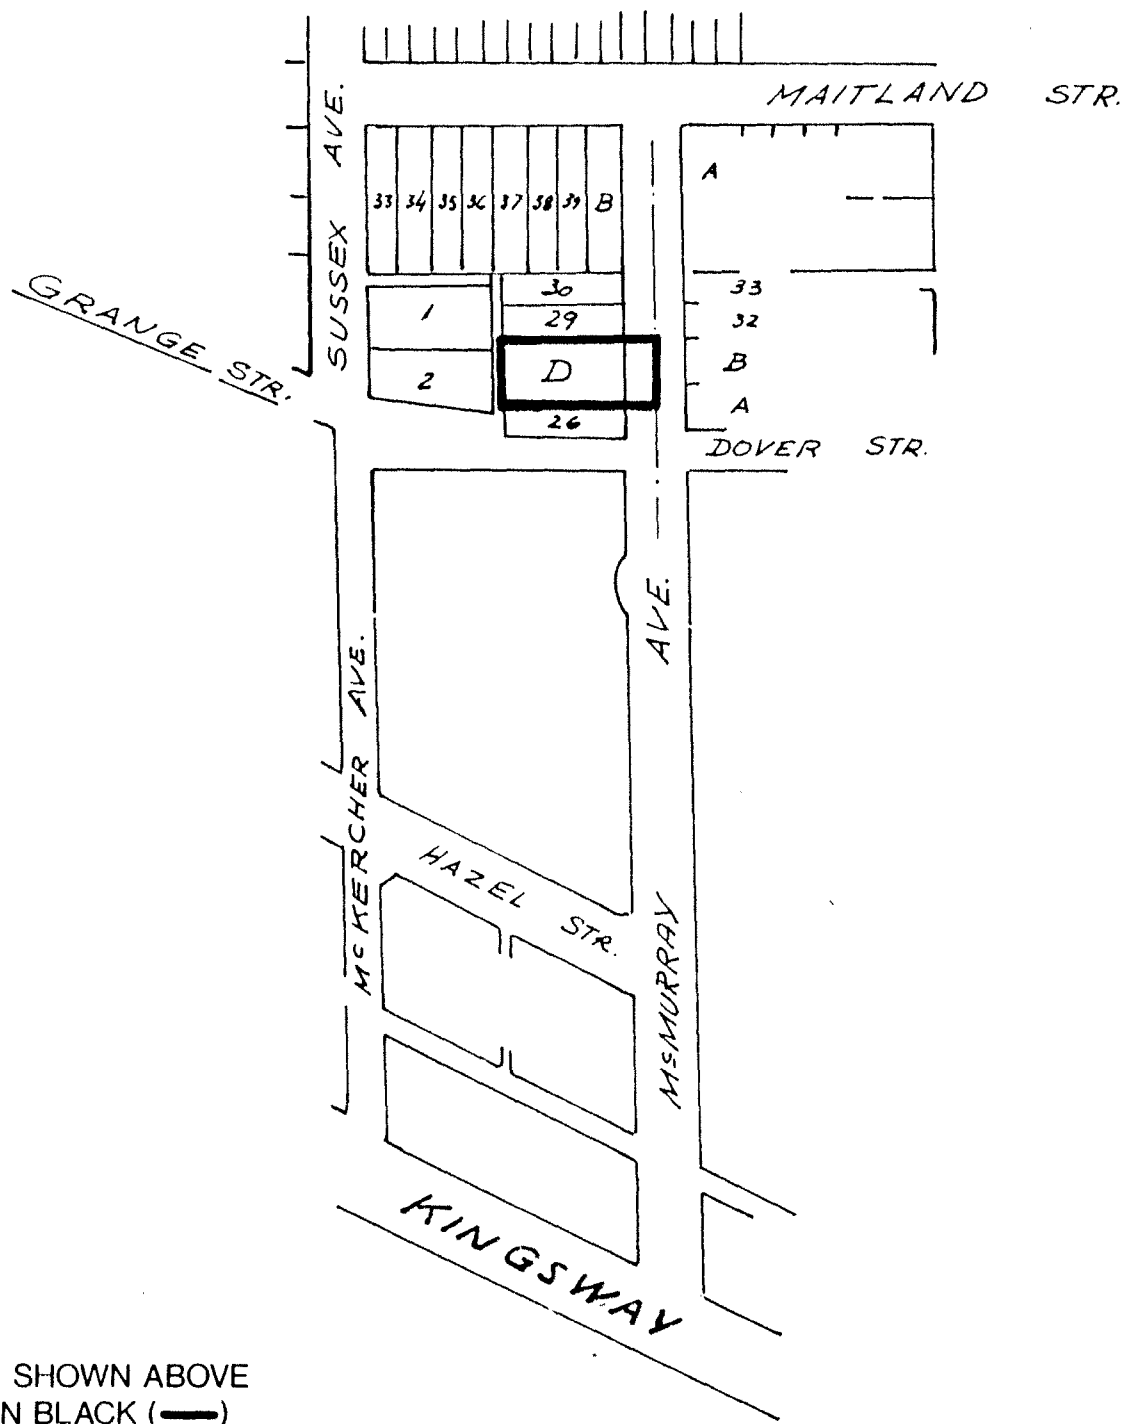 MAITLAND STR.
SUSSEX AVE.
A
33 34 35 36 37 38 39 B
GRANGE STR.
30
33
1
29
32
D
B
2
A
26
DOVER STR.
McMURRAY AVE.
McKERCHER AVE.
HAZEL STR.
KINGSWAY
SHOWN ABOVE
N BLACK ( )